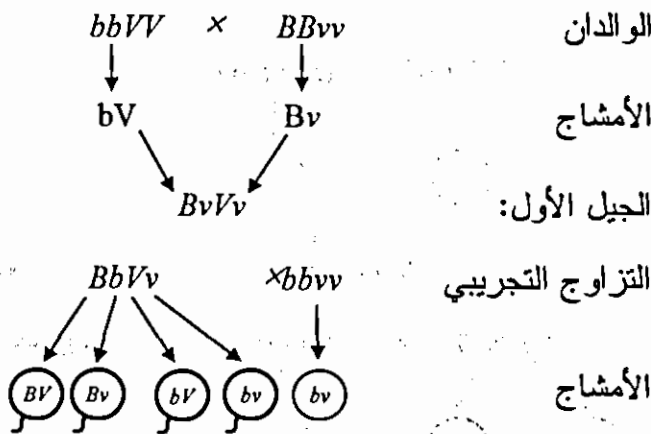 الوالدان bbVV × BBvv
الأمشاج bV Bv
الجيل الأول: BvVv
التزاوج التجريبي BbVv ×bbvv
الأمشاج BV Bv bV bv bv